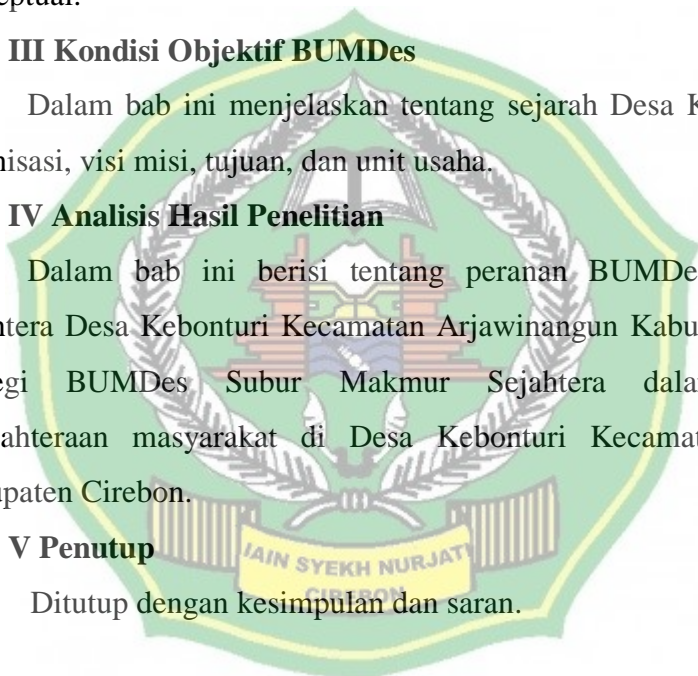 eptual.
III Kondisi Objektif BUMDes
Dalam bab ini menjelaskan tentang sejarah Desa K
nisasi, visi misi, tujuan, dan unit usaha.
IV Analisis Hasil Penelitian
Dalam bab ini berisi tentang peranan BUMDe
htera Desa Kebonturi Kecamatan Arjawinangun Kabu
egi BUMDes Subur Makmur Sejahtera dala
ahteraan masyarakat di Desa Kebonturi Kecamat
upaten Cirebon.
V Penutup
IAIN SYEKH NURJATI
CIREBON
Ditutup dengan kesimpulan dan saran.